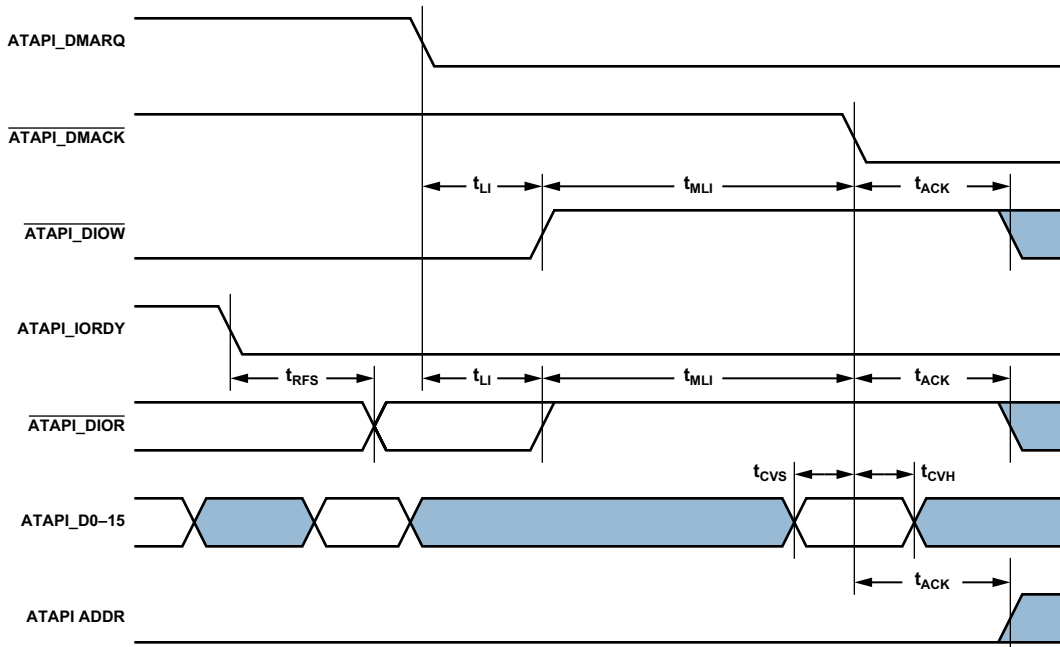 ATAPI_DMARQ
ATAPI_DMACK
tLI tMLI tACK
ATAPI_DIOW
ATAPI_IORDY
tRFS tLI tMLI tACK
ATAPI_DIOR
tCVS tCVH
ATAPI_D0–15
tACK
ATAPI ADDR